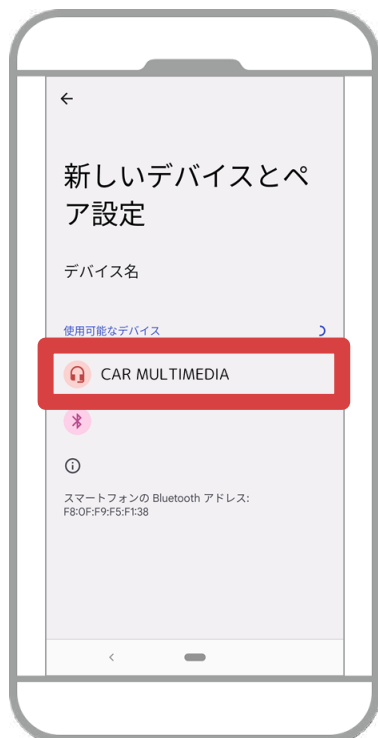 新しいデバイスとペ
ア設定
デバイス名
使用可能なデバイス
CAR MULTIMEDIA
スマートフォンの Bluetooth アドレス:
F8:0F:F9:F5:F1:38